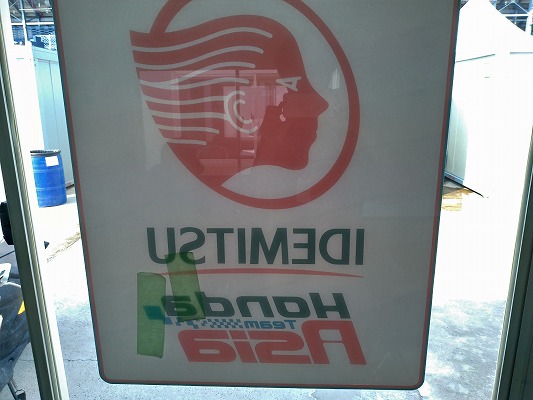 IDEMITSU
Honda
Team
Asia